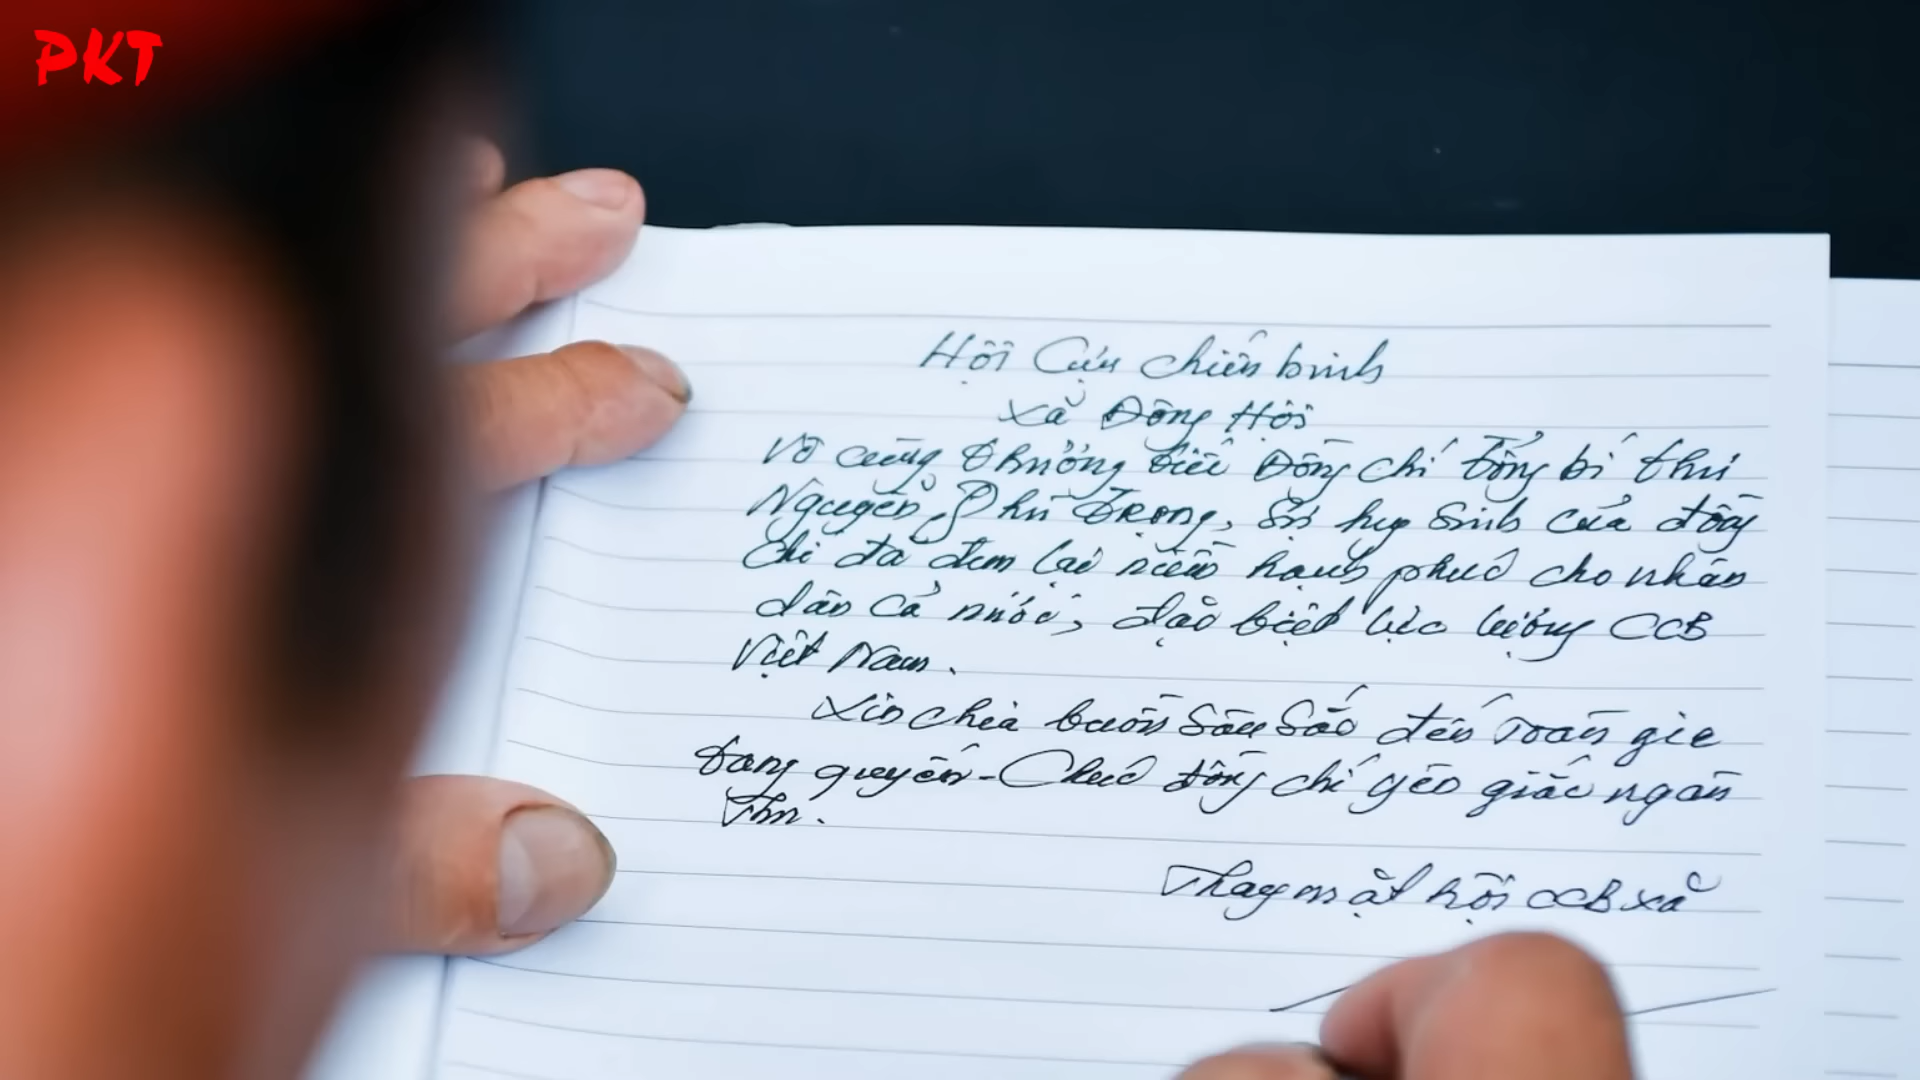 PKT
Hội Cựu chiến binh
xã Đông Hội
Vô cùng thương tiếc Đồng chí Tổng bí thư
Nguyễn Phú Trọng, Sự hy sinh của đồng
chí đã đem lại niềm hạnh phúc cho nhân
dân cả nước, đặc biệt lực lượng CCB
Việt Nam.
Xin chia buồn Sâu Sắc đến toàn gia
tang quyến - Chúc đồng chí yên giấc ngàn
Thu.
Thay mặt hội CCB xã